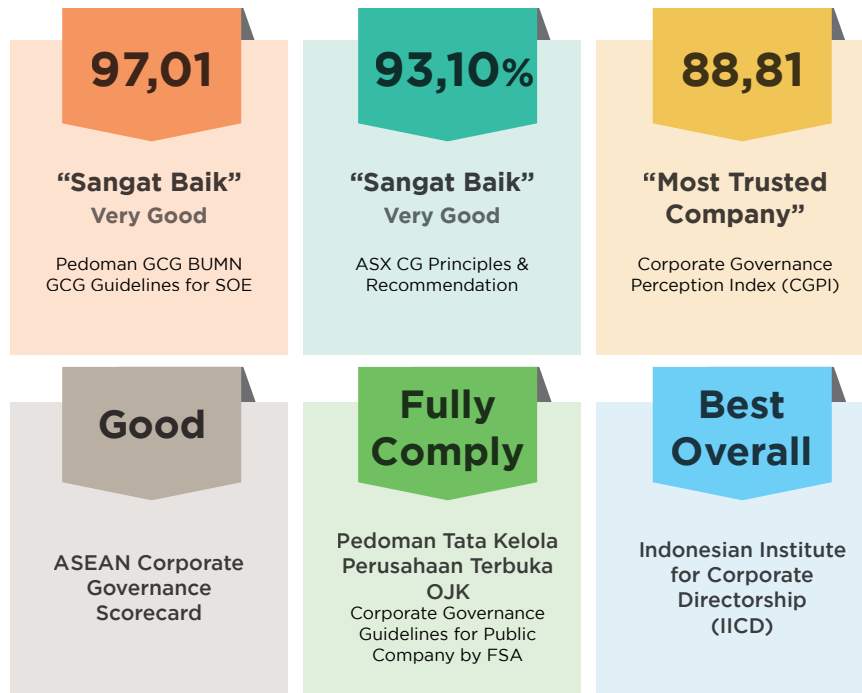 97,01
“Sangat Baik”
Very Good
Pedoman GCG BUMN
GCG Guidelines for SOE
93,10%
“Sangat Baik”
Very Good
ASX CG Principles &
Recommendation
88,81
“Most Trusted
Company”
Corporate Governance
Perception Index (CGPI)
Good
ASEAN Corporate
Governance
Scorecard
Fully
Comply
Pedoman Tata Kelola
Perusahaan Terbuka
OJK
Corporate Governance
Guidelines for Public
Company by FSA
Best
Overall
Indonesian Institute
for Corporate
Directorship
(IICD)